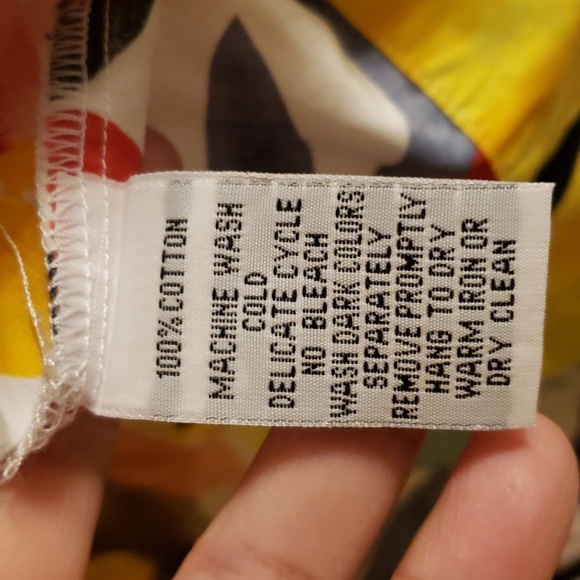 100% COTTON
MACHINE WASH
COLD
DELICATE CYCLE
NO BLEACH
WASH DARK COLORS
SEPARATELY
REMOVE PROMPTLY
HANG TO DRY
WARM IRON OR
DRY CLEAN